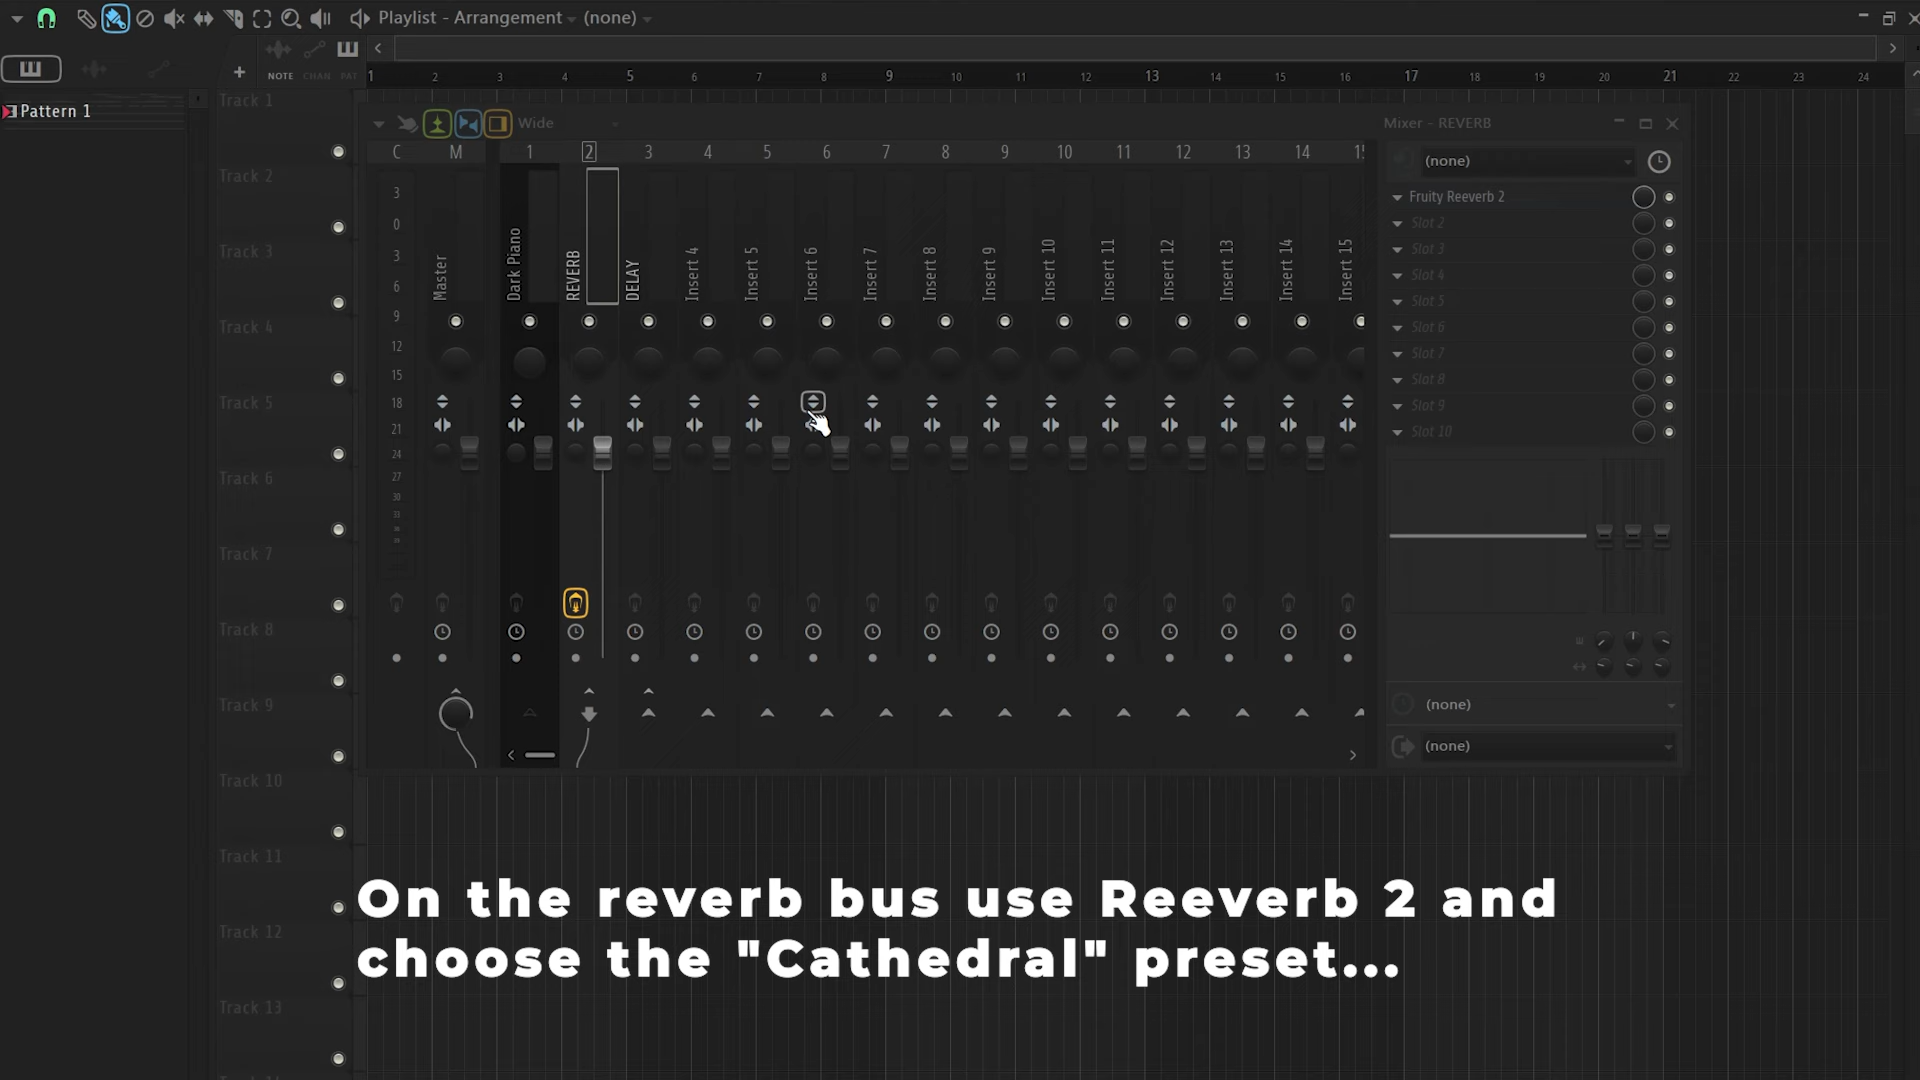 Playlist - Arrangement (none)
NOTE CHAN PAT
1 2 3 4 5 6 7 8 9 10 11 12 13 14 15 16 17 18 19 20 21 22 23 24
Pattern 1
Track 1
Track 2
Track 3
Track 4
Track 5
Track 6
Track 7
Track 8
Track 9
Track 10
Track 11
Track 12
Track 13
Wide
Mixer - REVERB
C M 1 2 3 4 5 6 7 8 9 10 11 12 13 14 15
3
0
3
6
9
12
15
18
21
24
27
30
33
Master
Dark Piano
REVERB
DELAY
Insert 4
Insert 5
Insert 6
Insert 7
Insert 8
Insert 9
Insert 10
Insert 11
Insert 12
Insert 13
Insert 14
Insert 15
(none)
Fruity Reeverb 2
Slot 2
Slot 3
Slot 4
Slot 5
Slot 6
Slot 7
Slot 8
Slot 9
Slot 10
(none)
(none)
On the reverb bus use Reeverb 2 and
choose the "Cathedral" preset...